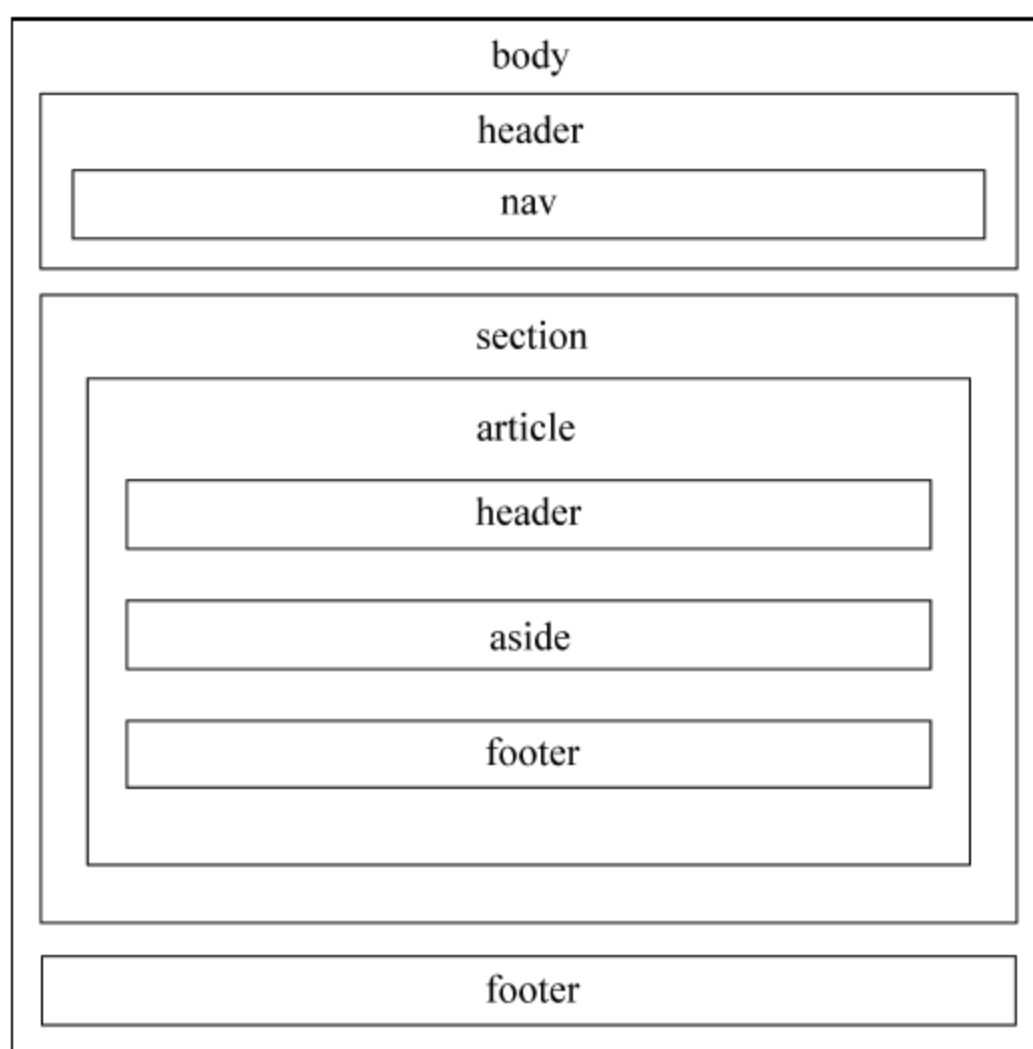 body
header
nav
section
article
header
aside
footer
footer